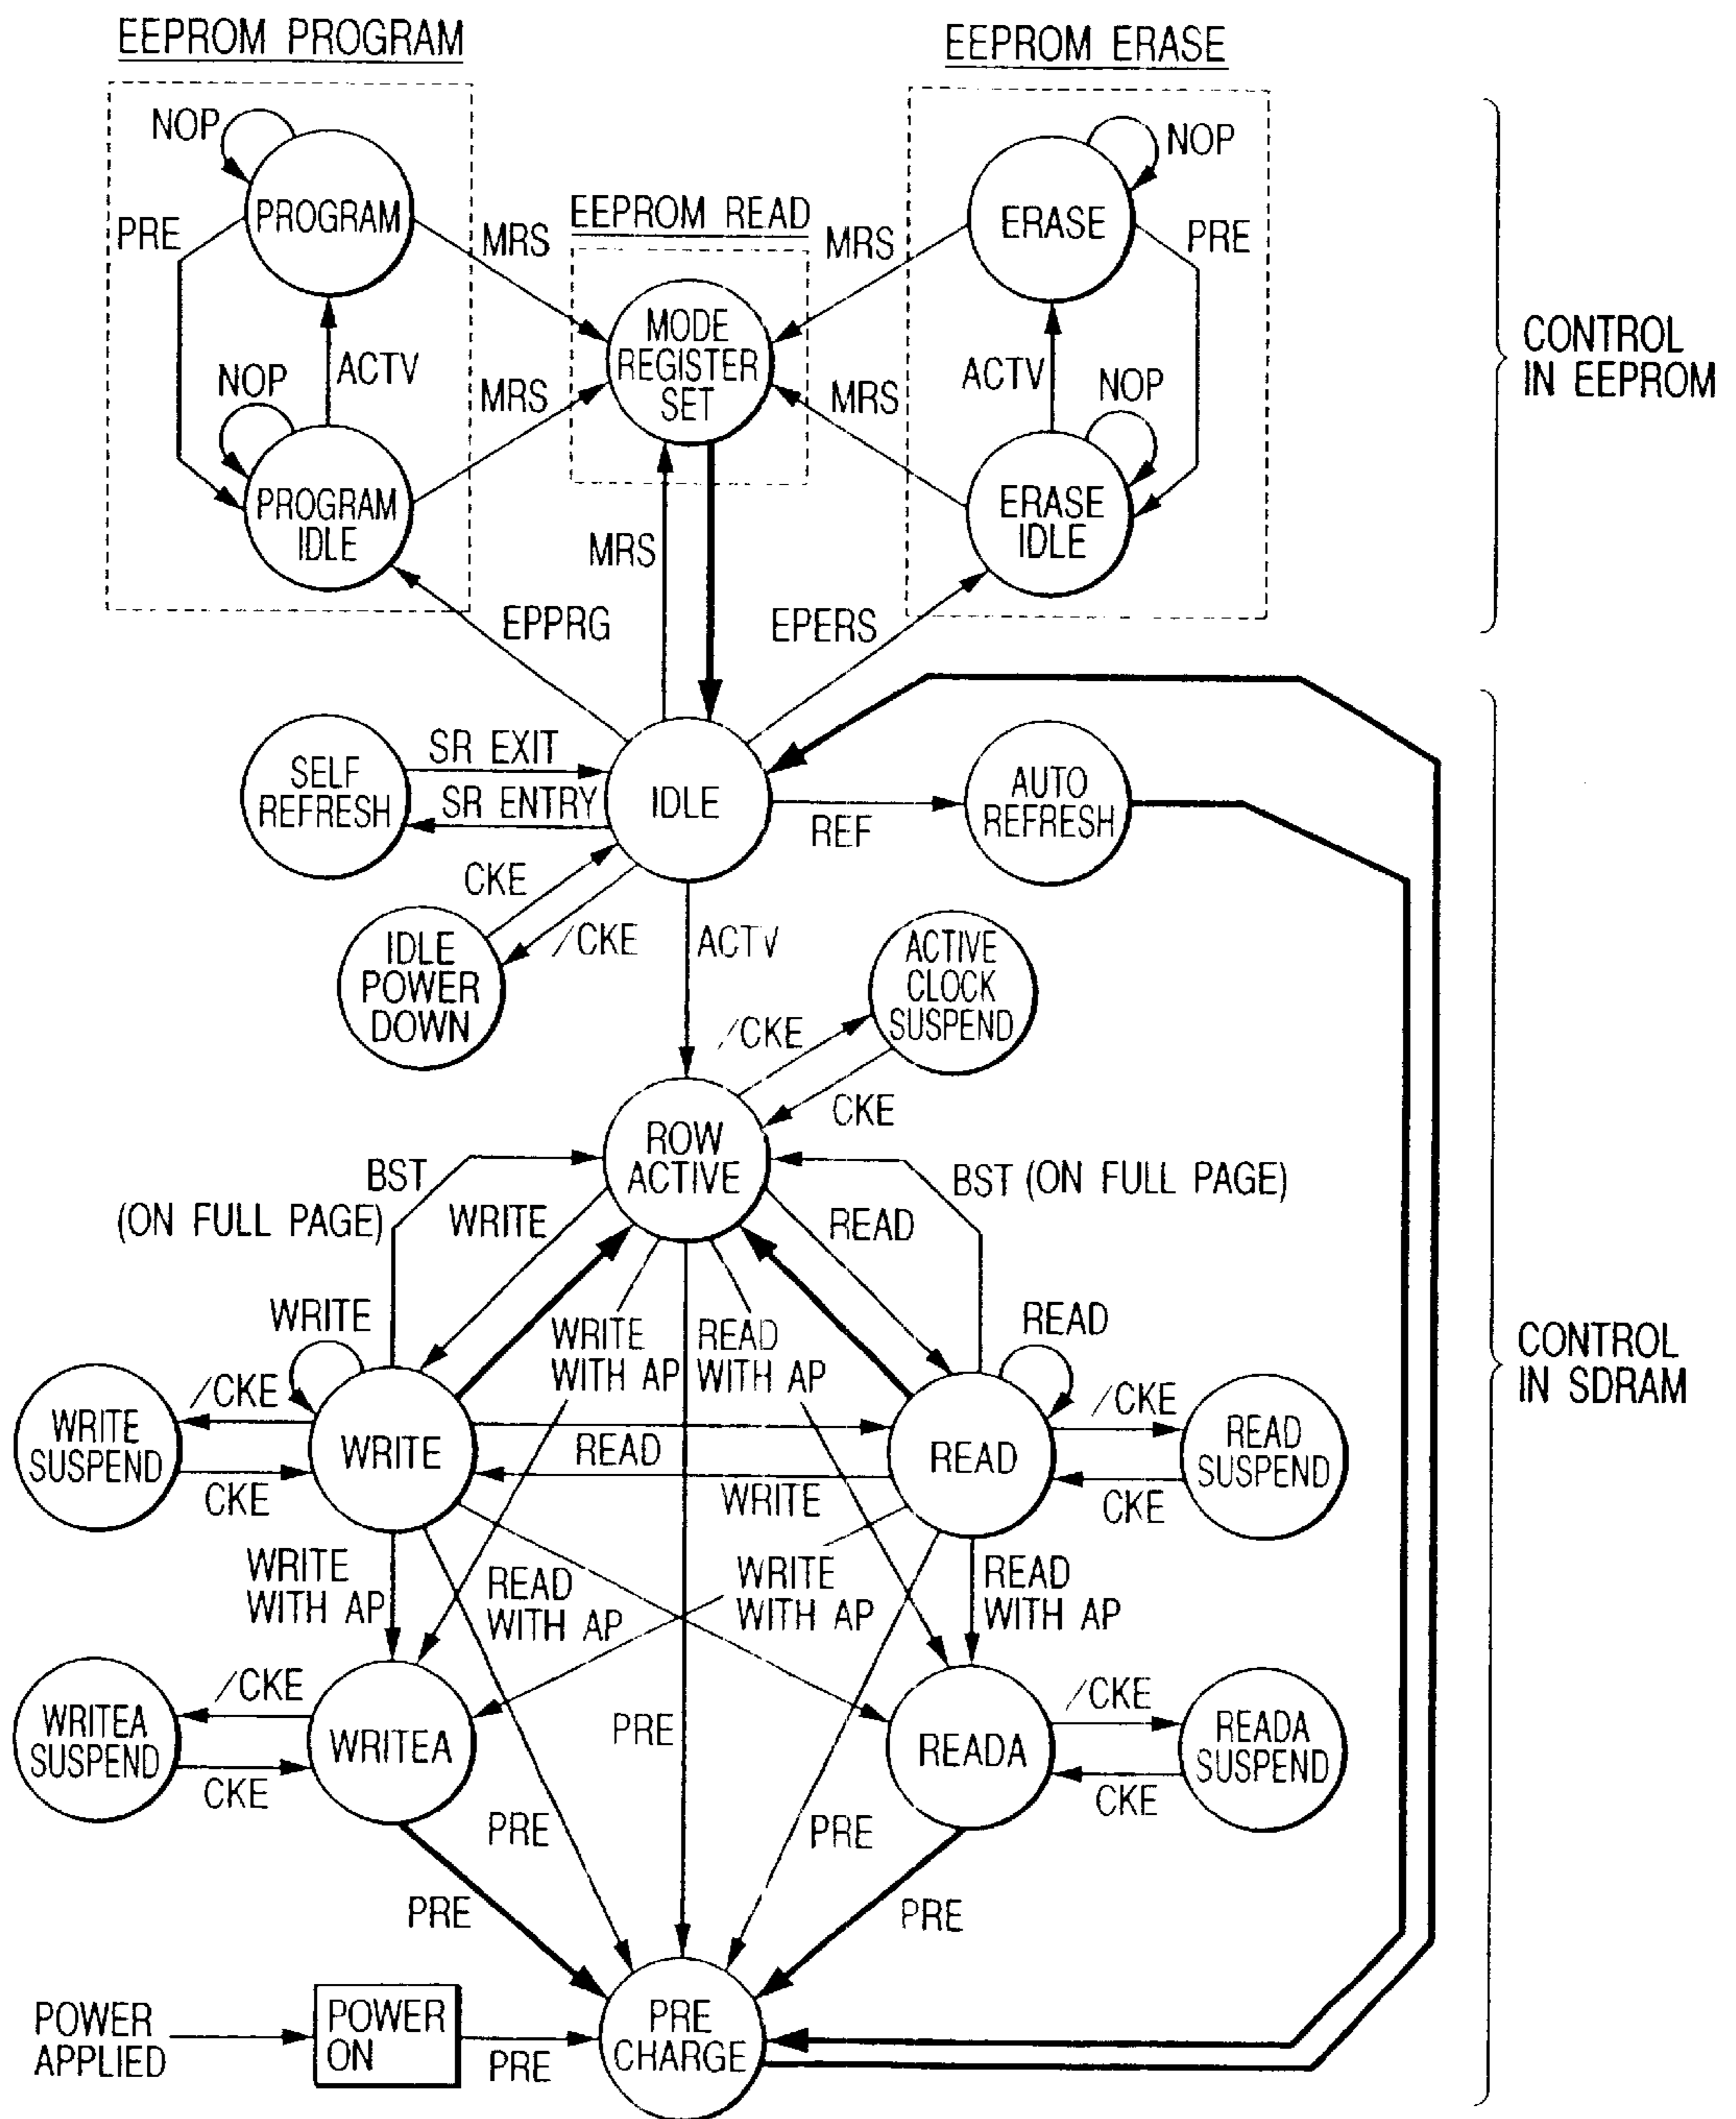 EEPROM PROGRAM
EEPROM ERASE
NOP
NOP
PROGRAM
ERASE
EEPROM READ
PRE
MRS
MRS
PRE
MODE
REGISTER
SET
CONTROL
IN EEPROM
NOP
ACTV
MRS
MRS
ACTV
NOP
PROGRAM
IDLE
ERASE
IDLE
MRS
EPPRG
EPERS
SELF
REFRESH
SR EXIT
SR ENTRY
IDLE
REF
AUTO
REFRESH
CKE
/CKE
IDLE
POWER
DOWN
ACTV
ACTIVE
CLOCK
SUSPEND
/CKE
CKE
ROW
ACTIVE
BST
(ON FULL PAGE)
WRITE
READ
BST (ON FULL PAGE)
WRITE
WRITE
WITH AP
READ
WITH AP
READ
CONTROL
IN SDRAM
WRITE
SUSPEND
/CKE
CKE
WRITE
READ
WRITE
READ
/CKE
CKE
READ
SUSPEND
WRITE
WITH AP
READ
WITH AP
WRITE
WITH AP
READ
WITH AP
WRITEA
SUSPEND
/CKE
CKE
WRITEA
PRE
READA
/CKE
CKE
READA
SUSPEND
PRE
PRE
PRE
PRE
POWER
APPLIED
POWER
ON
PRE
PRE
CHARGE